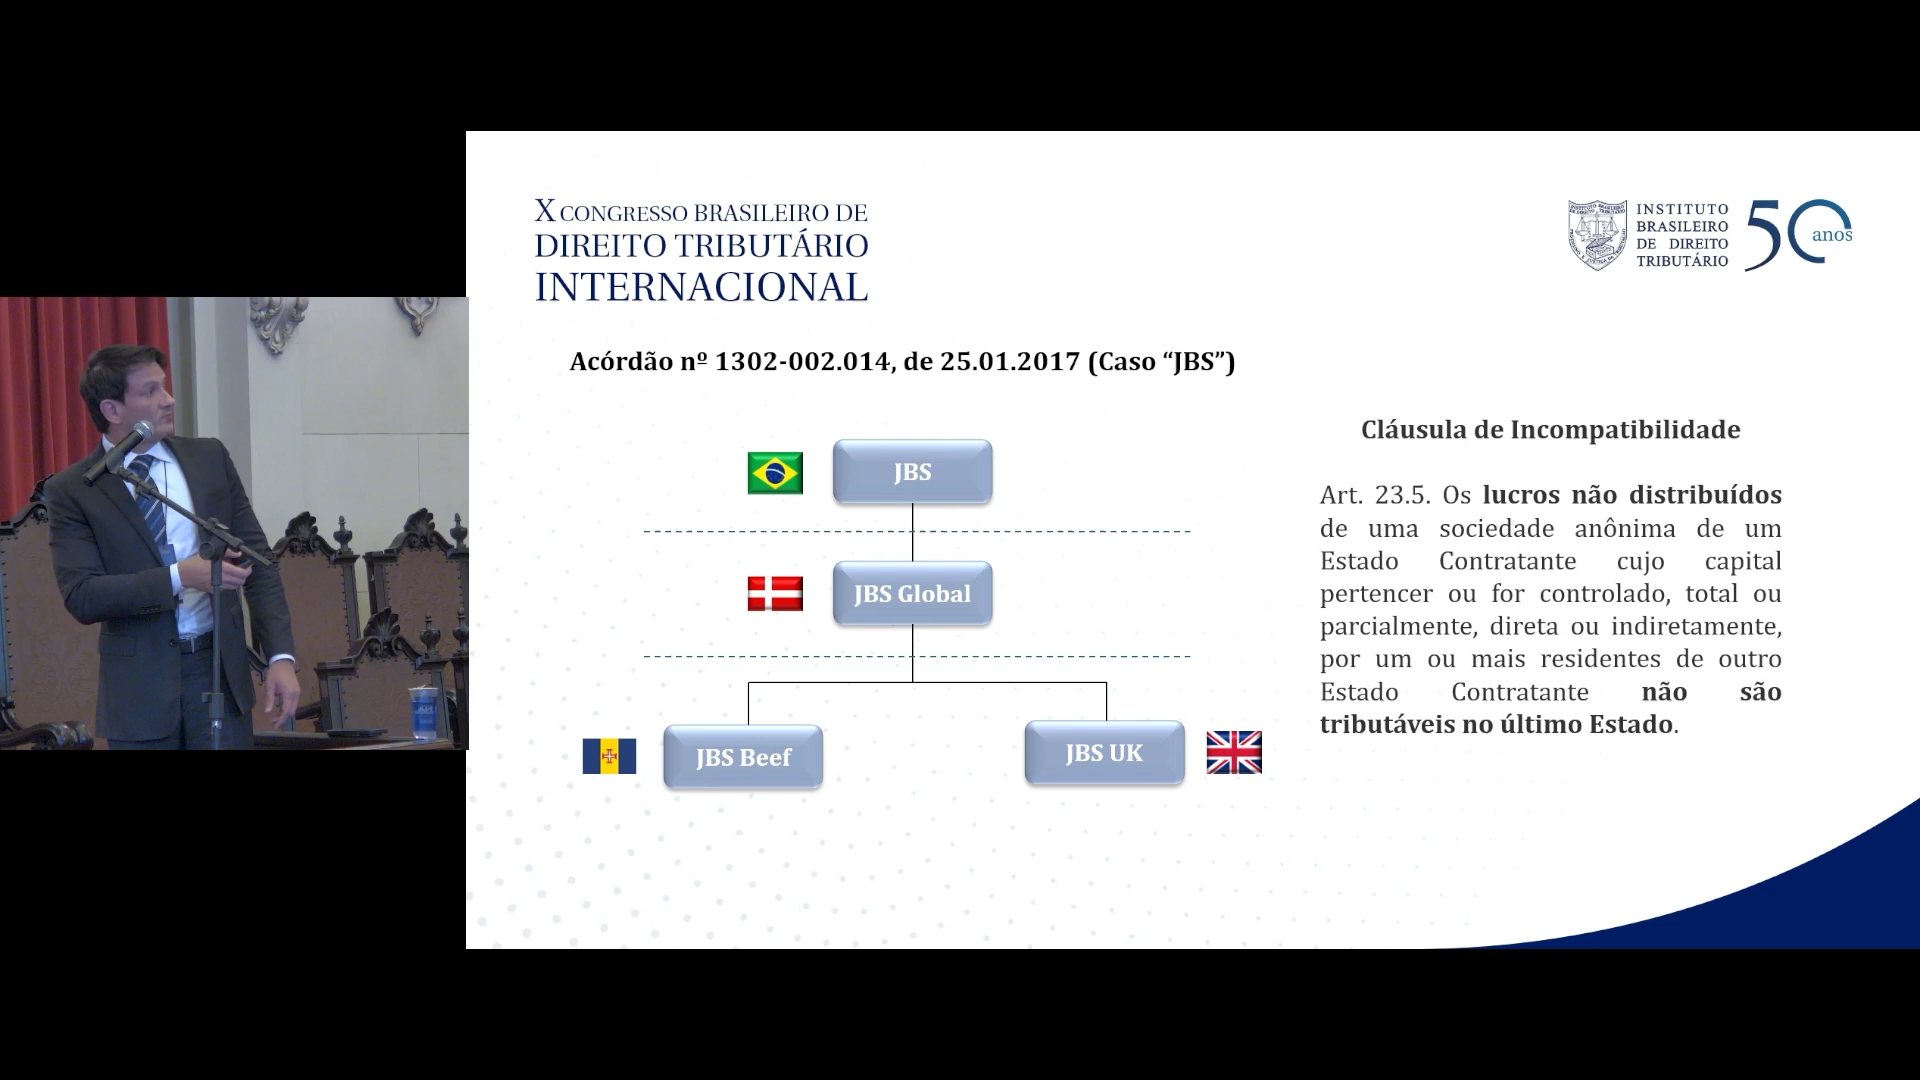 X CONGRESSO BRASILEIRO DE
DIREITO TRIBUTÁRIO
INTERNACIONAL
INSTITUTO
BRASILEIRO
DE DIREITO
TRIBUTÁRIO
50
anos
Acórdão nº 1302-002.014, de 25.01.2017 (Caso “JBS”)
JBS
JBS Global
JBS Beef
JBS UK
Cláusula de Incompatibilidade
Art. 23.5. Os lucros não distribuídos
de uma sociedade anônima de um
Estado Contratante cujo capital
pertencer ou for controlado, total ou
parcialmente, direta ou indiretamente,
por um ou mais residentes de outro
Estado Contratante não são
tributáveis no último Estado.